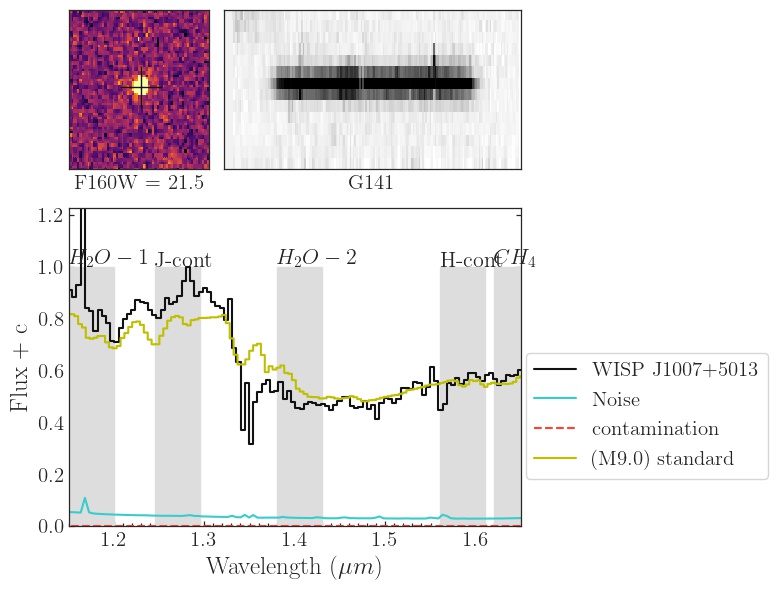 F160W = 21.5
G141
H₂O − 1
J-cont
H₂O − 2
H-cont
CH₄
1.2
1.0
0.8
0.6
0.4
0.2
0.0
Flux + c
1.2
1.3
1.4
1.5
1.6
Wavelength (μm)
WISP J1007+5013
Noise
contamination
(M9.0) standard